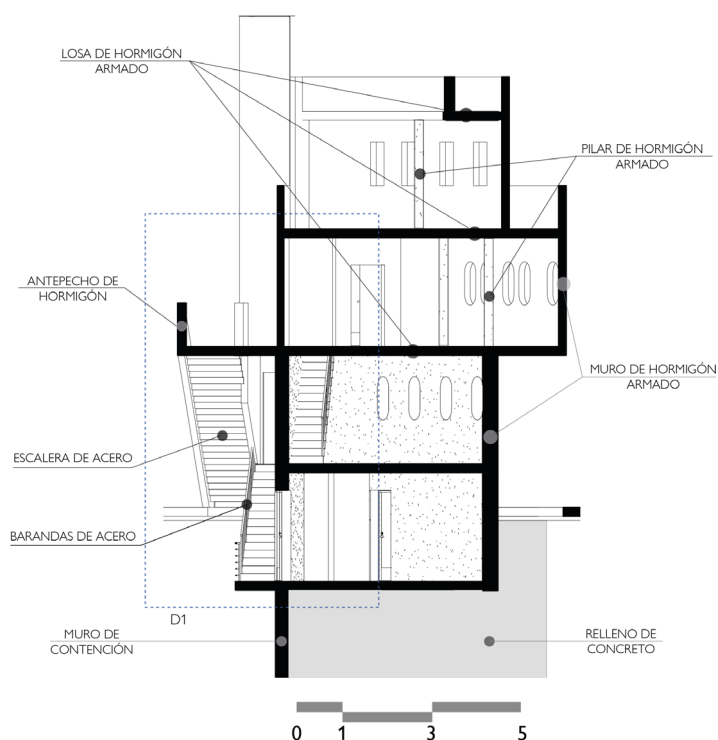 LOSA DE HORMIGÓN
ARMADO
PILAR DE HORMIGÓN
ARMADO
ANTEPECHO DE
HORMIGÓN
MURO DE HORMIGÓN
ARMADO
ESCALERA DE ACERO
BARANDAS DE ACERO
D1
MURO DE
CONTENCIÓN
RELLENO DE
CONCRETO
0 1 3 5